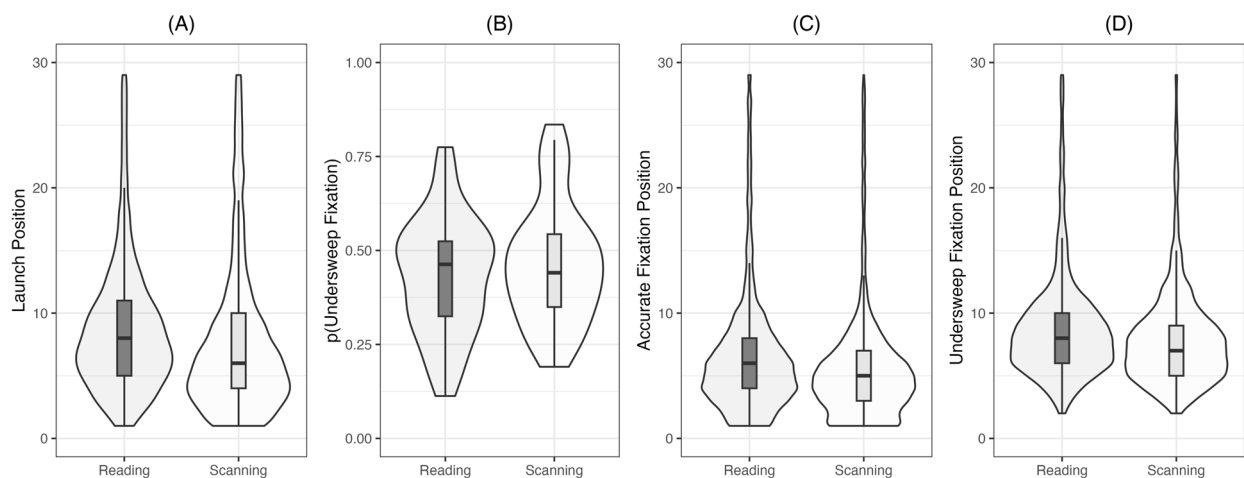 (A)
Launch Position
30
20
10
0
Reading Scanning
(B)
p(Undersweep Fixation)
1.00
0.75
0.50
0.25
0.00
Reading Scanning
(C)
Accurate Fixation Position
30
20
10
0
Reading Scanning
(D)
Undersweep Fixation Position
30
20
10
0
Reading Scanning